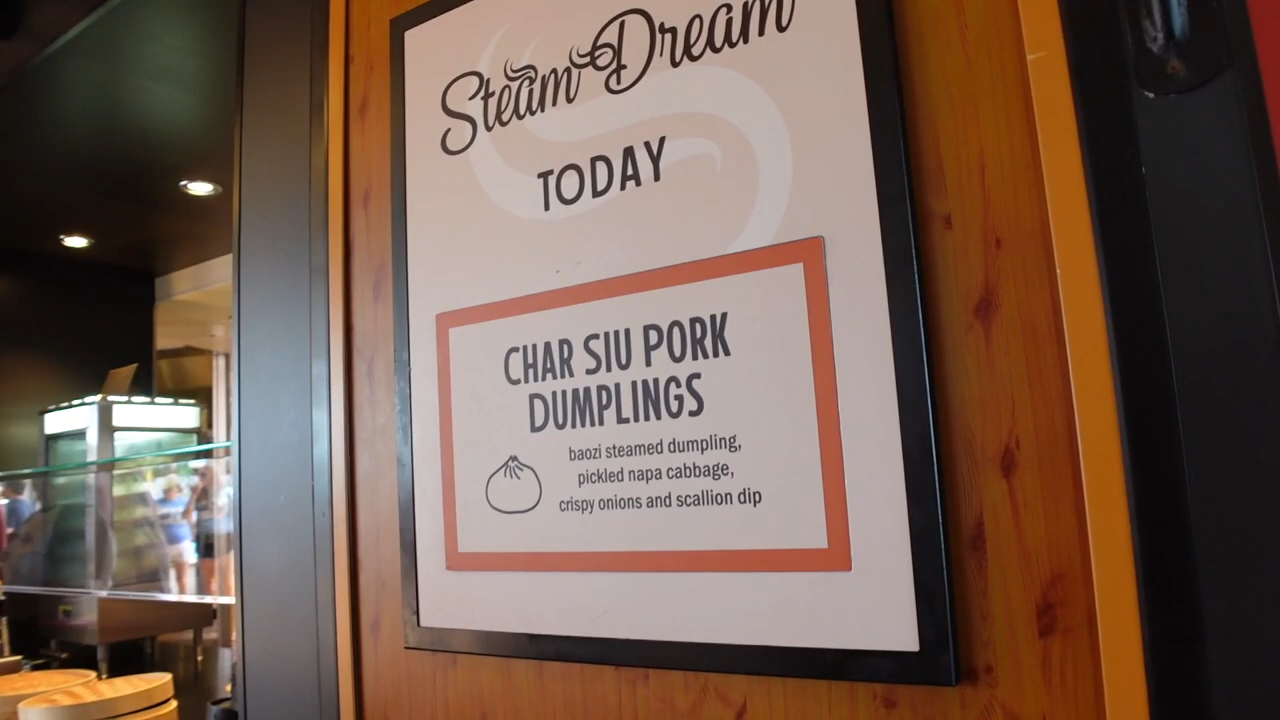 Steam Dream
TODAY
CHAR SIU PORK
DUMPLINGS
baozi steamed dumpling,
pickled napa cabbage,
crispy onions and scallion dip